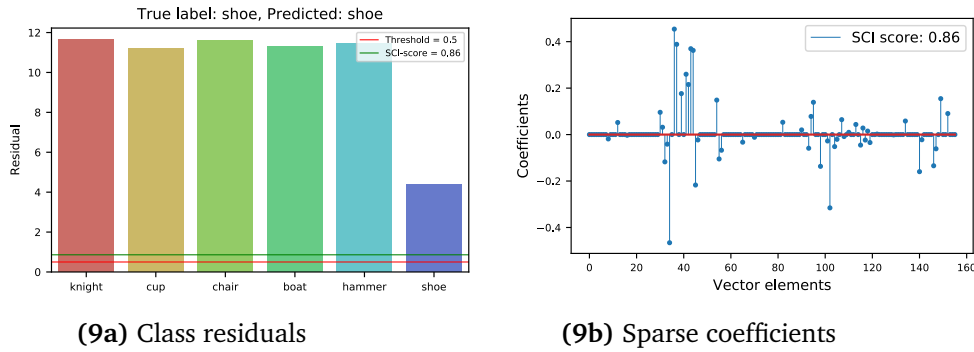 True label: shoe, Predicted: shoe
12
10
8
6
4
2
0
Residual
Threshold = 0.5
SCI-score = 0,86
knight cup chair boat hammer shoe
(9a) Class residuals
0.4
0.2
0.0
−0.2
−0.4
Coefficients
SCI score: 0.86
0 20 40 60 80 100 120 140 160
Vector elements
(9b) Sparse coefficients